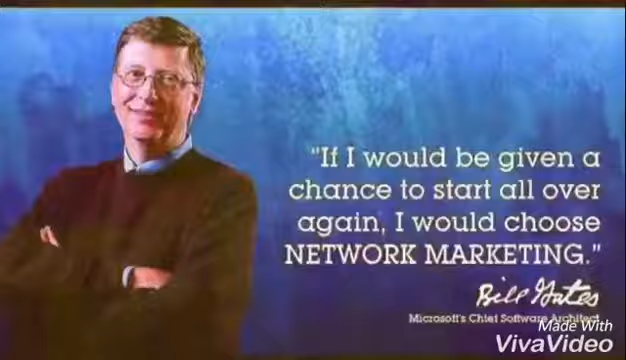 "If I would be given a
chance to start all over
again, I would choose
NETWORK MARKETING."
Bill Gates
Microsoft's Chief Software Architect
Made With
VivaVideo